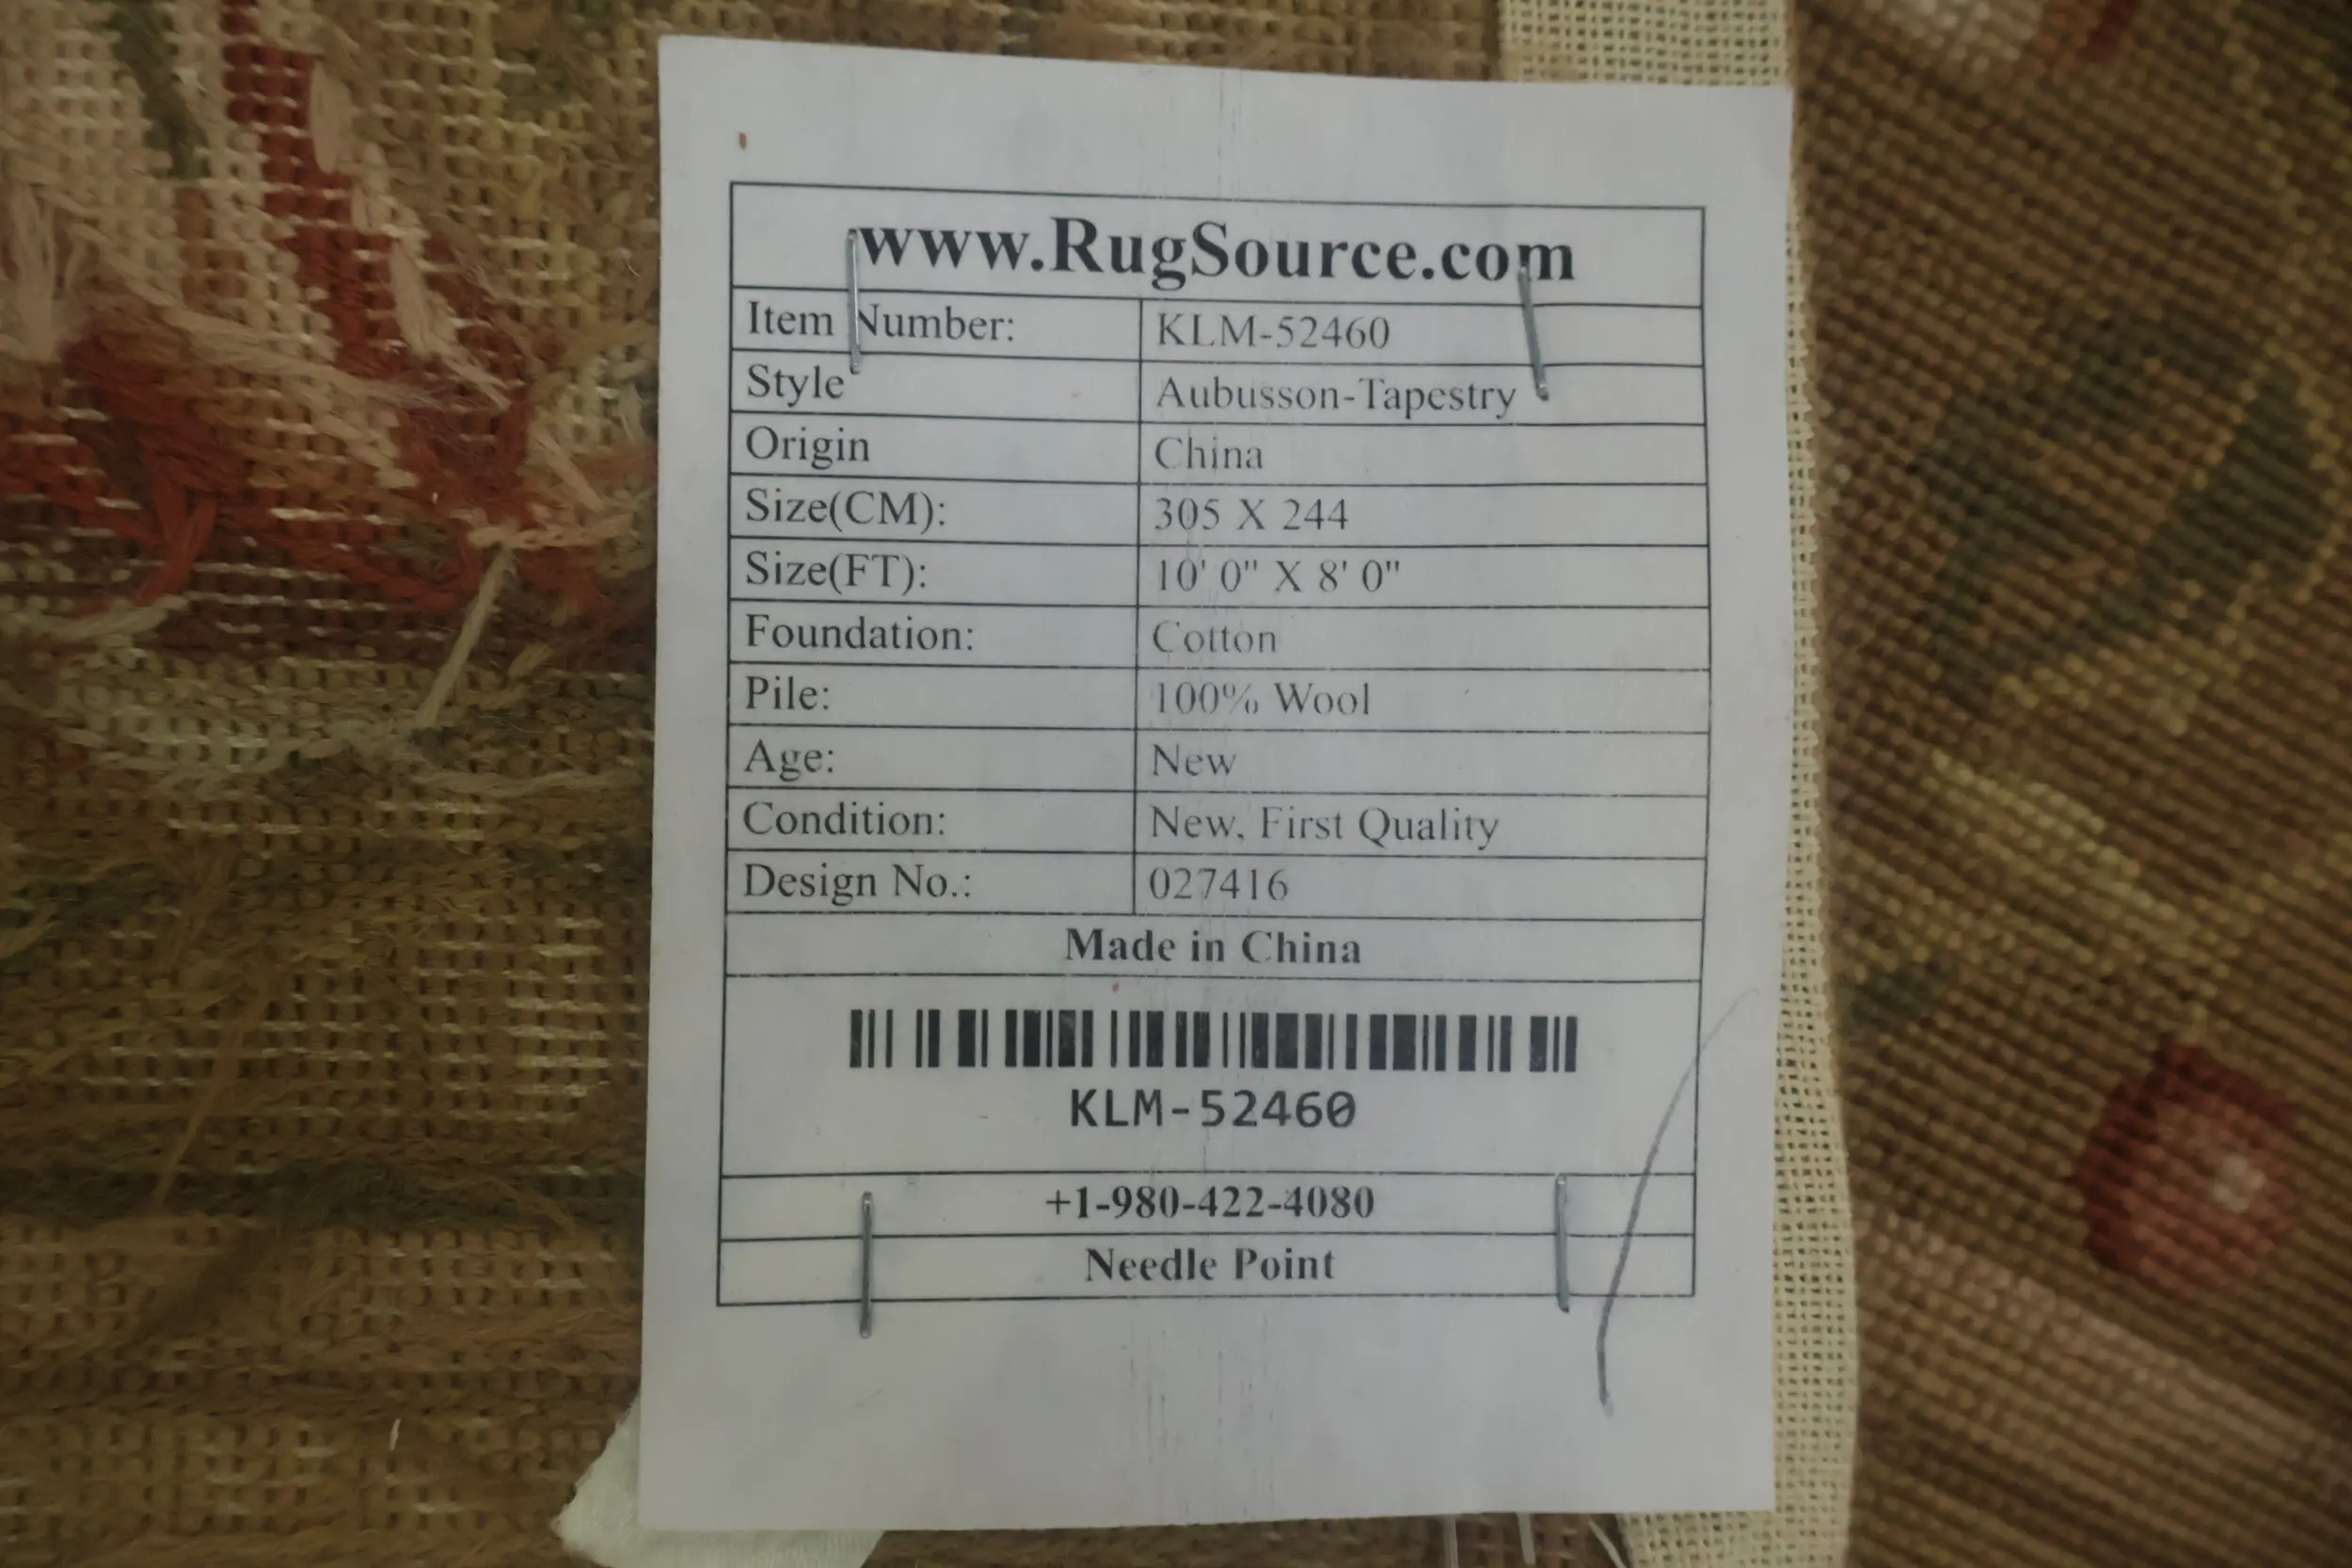 www.RugSource.com
Item Number: KLM-52460
Style Aubusson-Tapestry
Origin China
Size(CM): 305 X 244
Size(FT): 10' 0" X 8' 0"
Foundation: Cotton
Pile: 100% Wool
Age: New
Condition: New, First Quality
Design No.: 027416
Made in China
KLM-52460
+1-980-422-4080
Needle Point